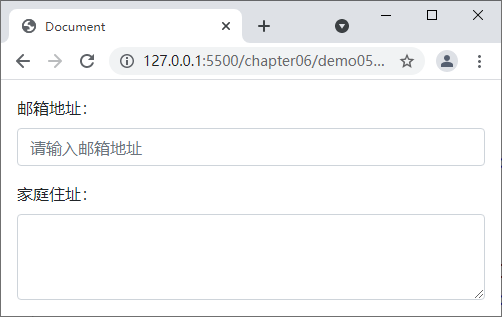 Document
127.0.0.1:5500/chapter06/demo05...
邮箱地址：
请输入邮箱地址
家庭住址：